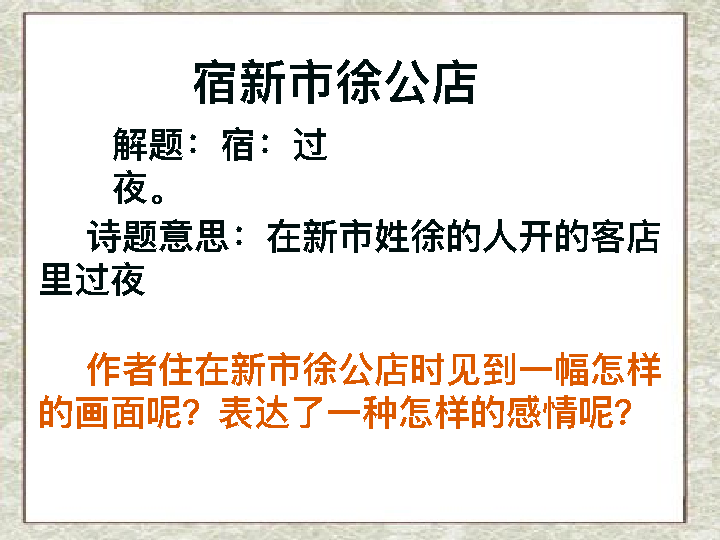 宿新市徐公店
解题：宿：过
夜。
诗题意思：在新市姓徐的人开的客店
里过夜
作者住在新市徐公店时见到一幅怎样
的画面呢？表达了一种怎样的感情呢？